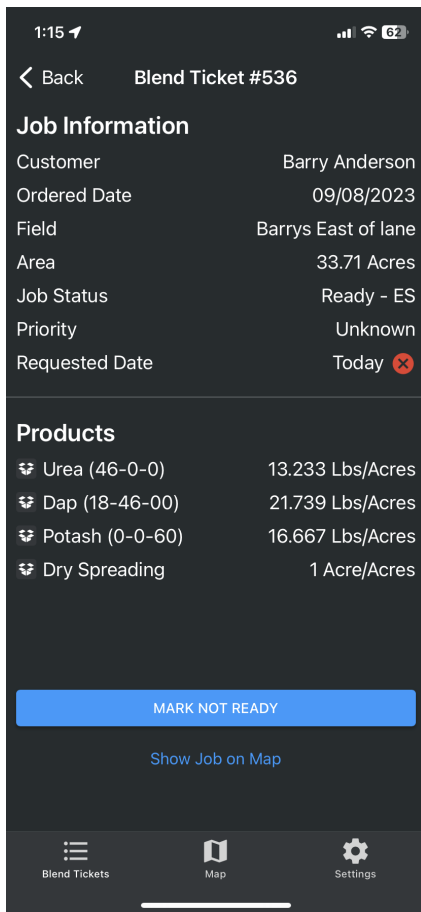 1:15
62
Back Blend Ticket #536
Job Information
Customer Barry Anderson
Ordered Date 09/08/2023
Field Barrys East of lane
Area 33.71 Acres
Job Status Ready - ES
Priority Unknown
Requested Date Today
Products
Urea (46-0-0) 13.233 Lbs/Acres
Dap (18-46-00) 21.739 Lbs/Acres
Potash (0-0-60) 16.667 Lbs/Acres
Dry Spreading 1 Acre/Acres
MARK NOT READY
Show Job on Map
Blend Tickets Map Settings